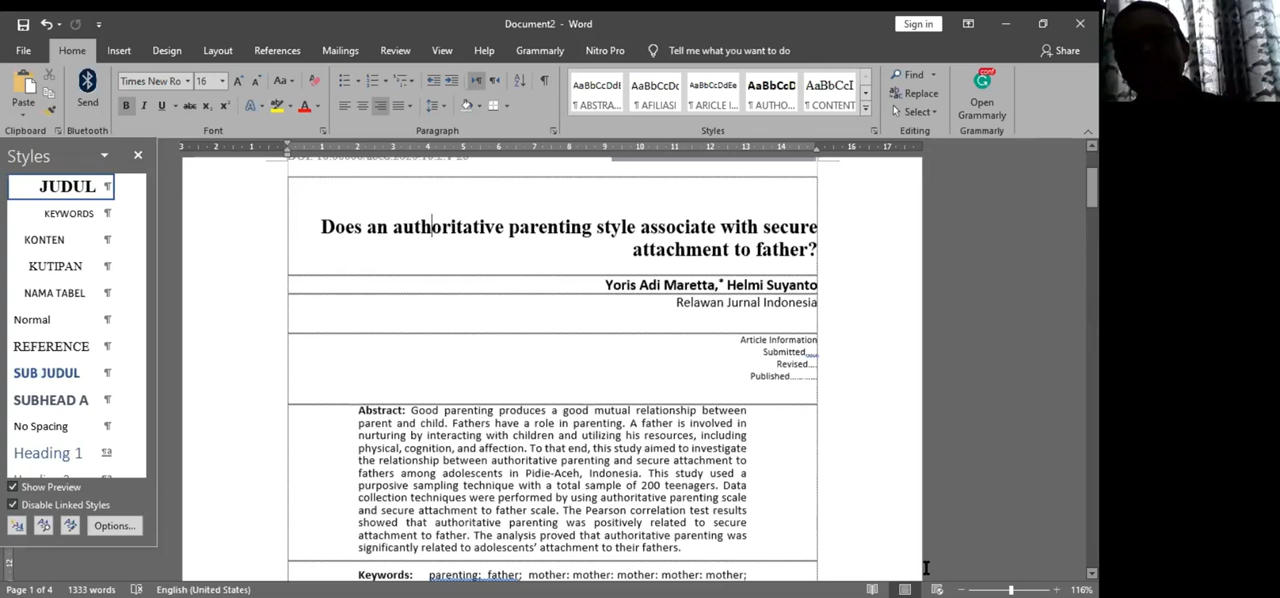 Document2 - Word
Sign in
File Home Insert Design Layout References Mailings Review View Help Grammarly Nitro Pro Tell me what you want to do Share
Paste
Send
Times New Ro 16
AaBbCcDdE AaBbCcDc AaBbCcDdEe AaBbCcD AaBbCcI
¶ ABSTRA... ¶ AFILIASI ¶ ARICLE I... ¶ AUTHO... ¶ CONTENT
Find
Replace
Select
Open
Grammarly
Clipboard Bluetooth Font Paragraph Styles Editing Grammarly
Styles
JUDUL
KEYWORDS
KONTEN
KUTIPAN
NAMA TABEL
Normal
REFERENCE
SUB JUDUL
SUBHEAD A
No Spacing
Heading 1
Show Preview
Disable Linked Styles
Options...
Does an authoritative parenting style associate with secure
attachment to father?
Yoris Adi Maretta,* Helmi Suyanto
Relawan Jurnal Indonesia
Article Information
Submitted....
Revised....
Published............
Abstract: Good parenting produces a good mutual relationship between
parent and child. Fathers have a role in parenting. A father is involved in
nurturing by interacting with children and utilizing his resources, including
physical, cognition, and affection. To that end, this study aimed to investigate
the relationship between authoritative parenting and secure attachment to
fathers among adolescents in Pidie-Aceh, Indonesia. This study used a
purposive sampling technique with a total sample of 200 teenagers. Data
collection techniques were performed by using authoritative parenting scale
and secure attachment to father scale. The Pearson correlation test results
showed that authoritative parenting was positively related to secure
attachment to father. The analysis proved that authoritative parenting was
significantly related to adolescents' attachment to their fathers.
Keywords: parenting; father; mother: mother: mother: mother: mother;
Page 1 of 4 1333 words English (United States) 116%